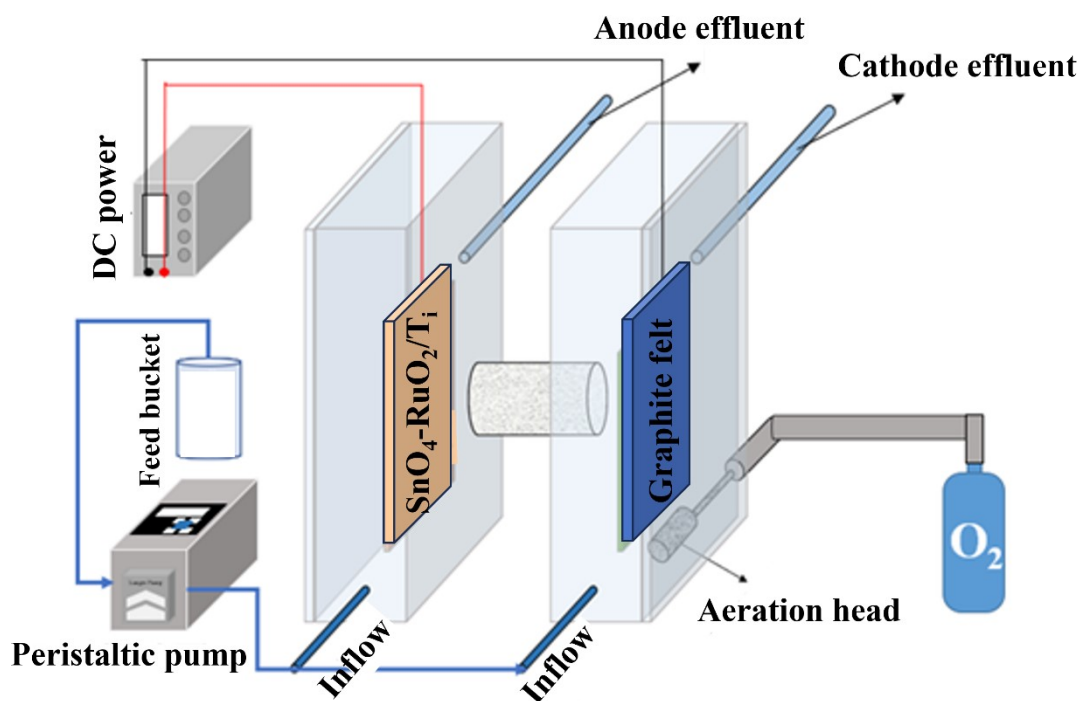 Anode effluent
Cathode effluent
DC power
Feed bucket
SnO₄-RuO₂/Tᵢ
Graphite felt
O₂
Aeration head
Peristaltic pump
Inflow
Inflow